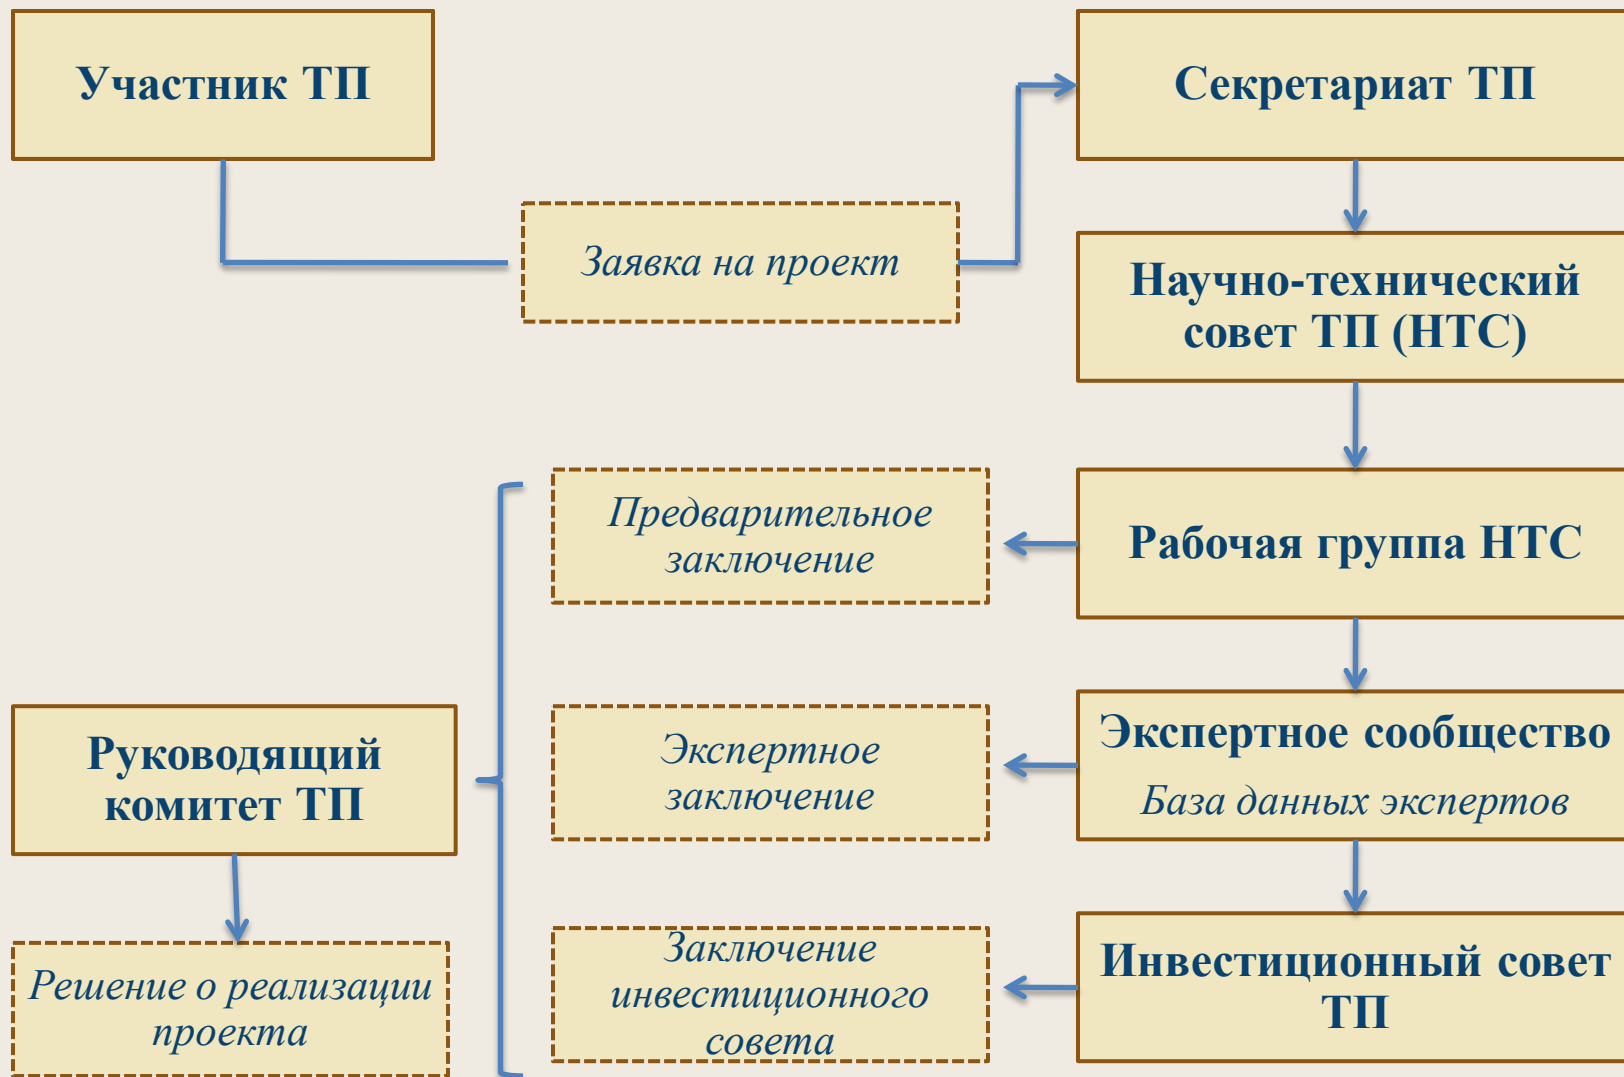 Участник ТП
Секретариат ТП
Заявка на проект
Научно-технический
совет ТП (НТС)
Предварительное
заключение
Рабочая группа НТС
Руководящий
комитет ТП
Экспертное
заключение
Экспертное сообщество
База данных экспертов
Решение о реализации
проекта
Заключение
инвестиционного
совета
Инвестиционный совет
ТП